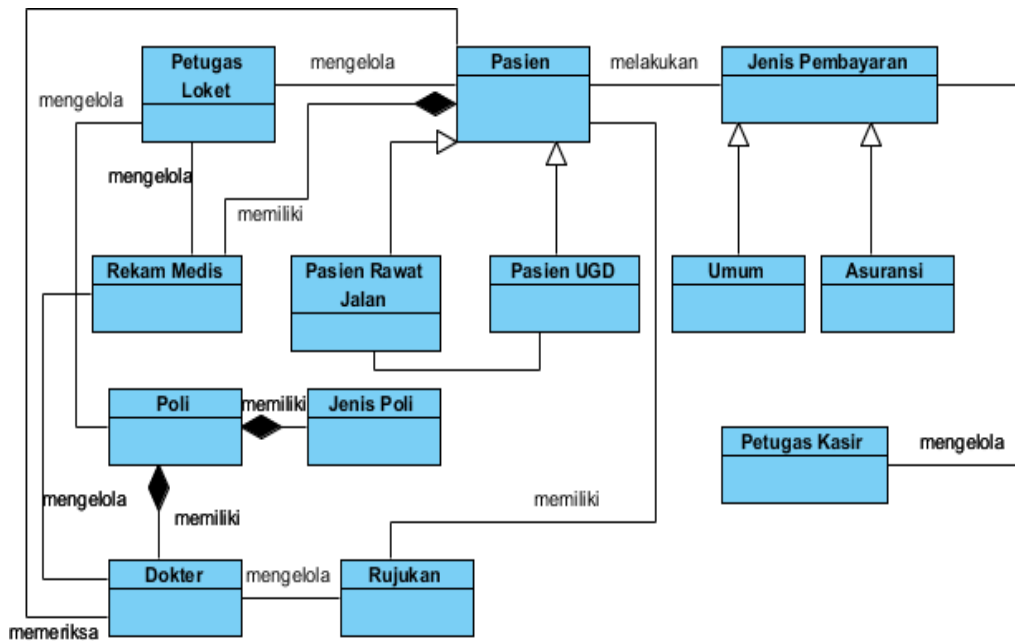 Petugas
Loket
mengelola
Pasien
melakukan
Jenis Pembayaran
mengelola
mengelola
memiliki
Rekam Medis
Pasien Rawat
Jalan
Pasien UGD
Umum
Asuransi
Poli
memiliki
Jenis Poli
Petugas Kasir
mengelola
mengelola
memiliki
memiliki
Dokter
mengelola
Rujukan
memeriksa